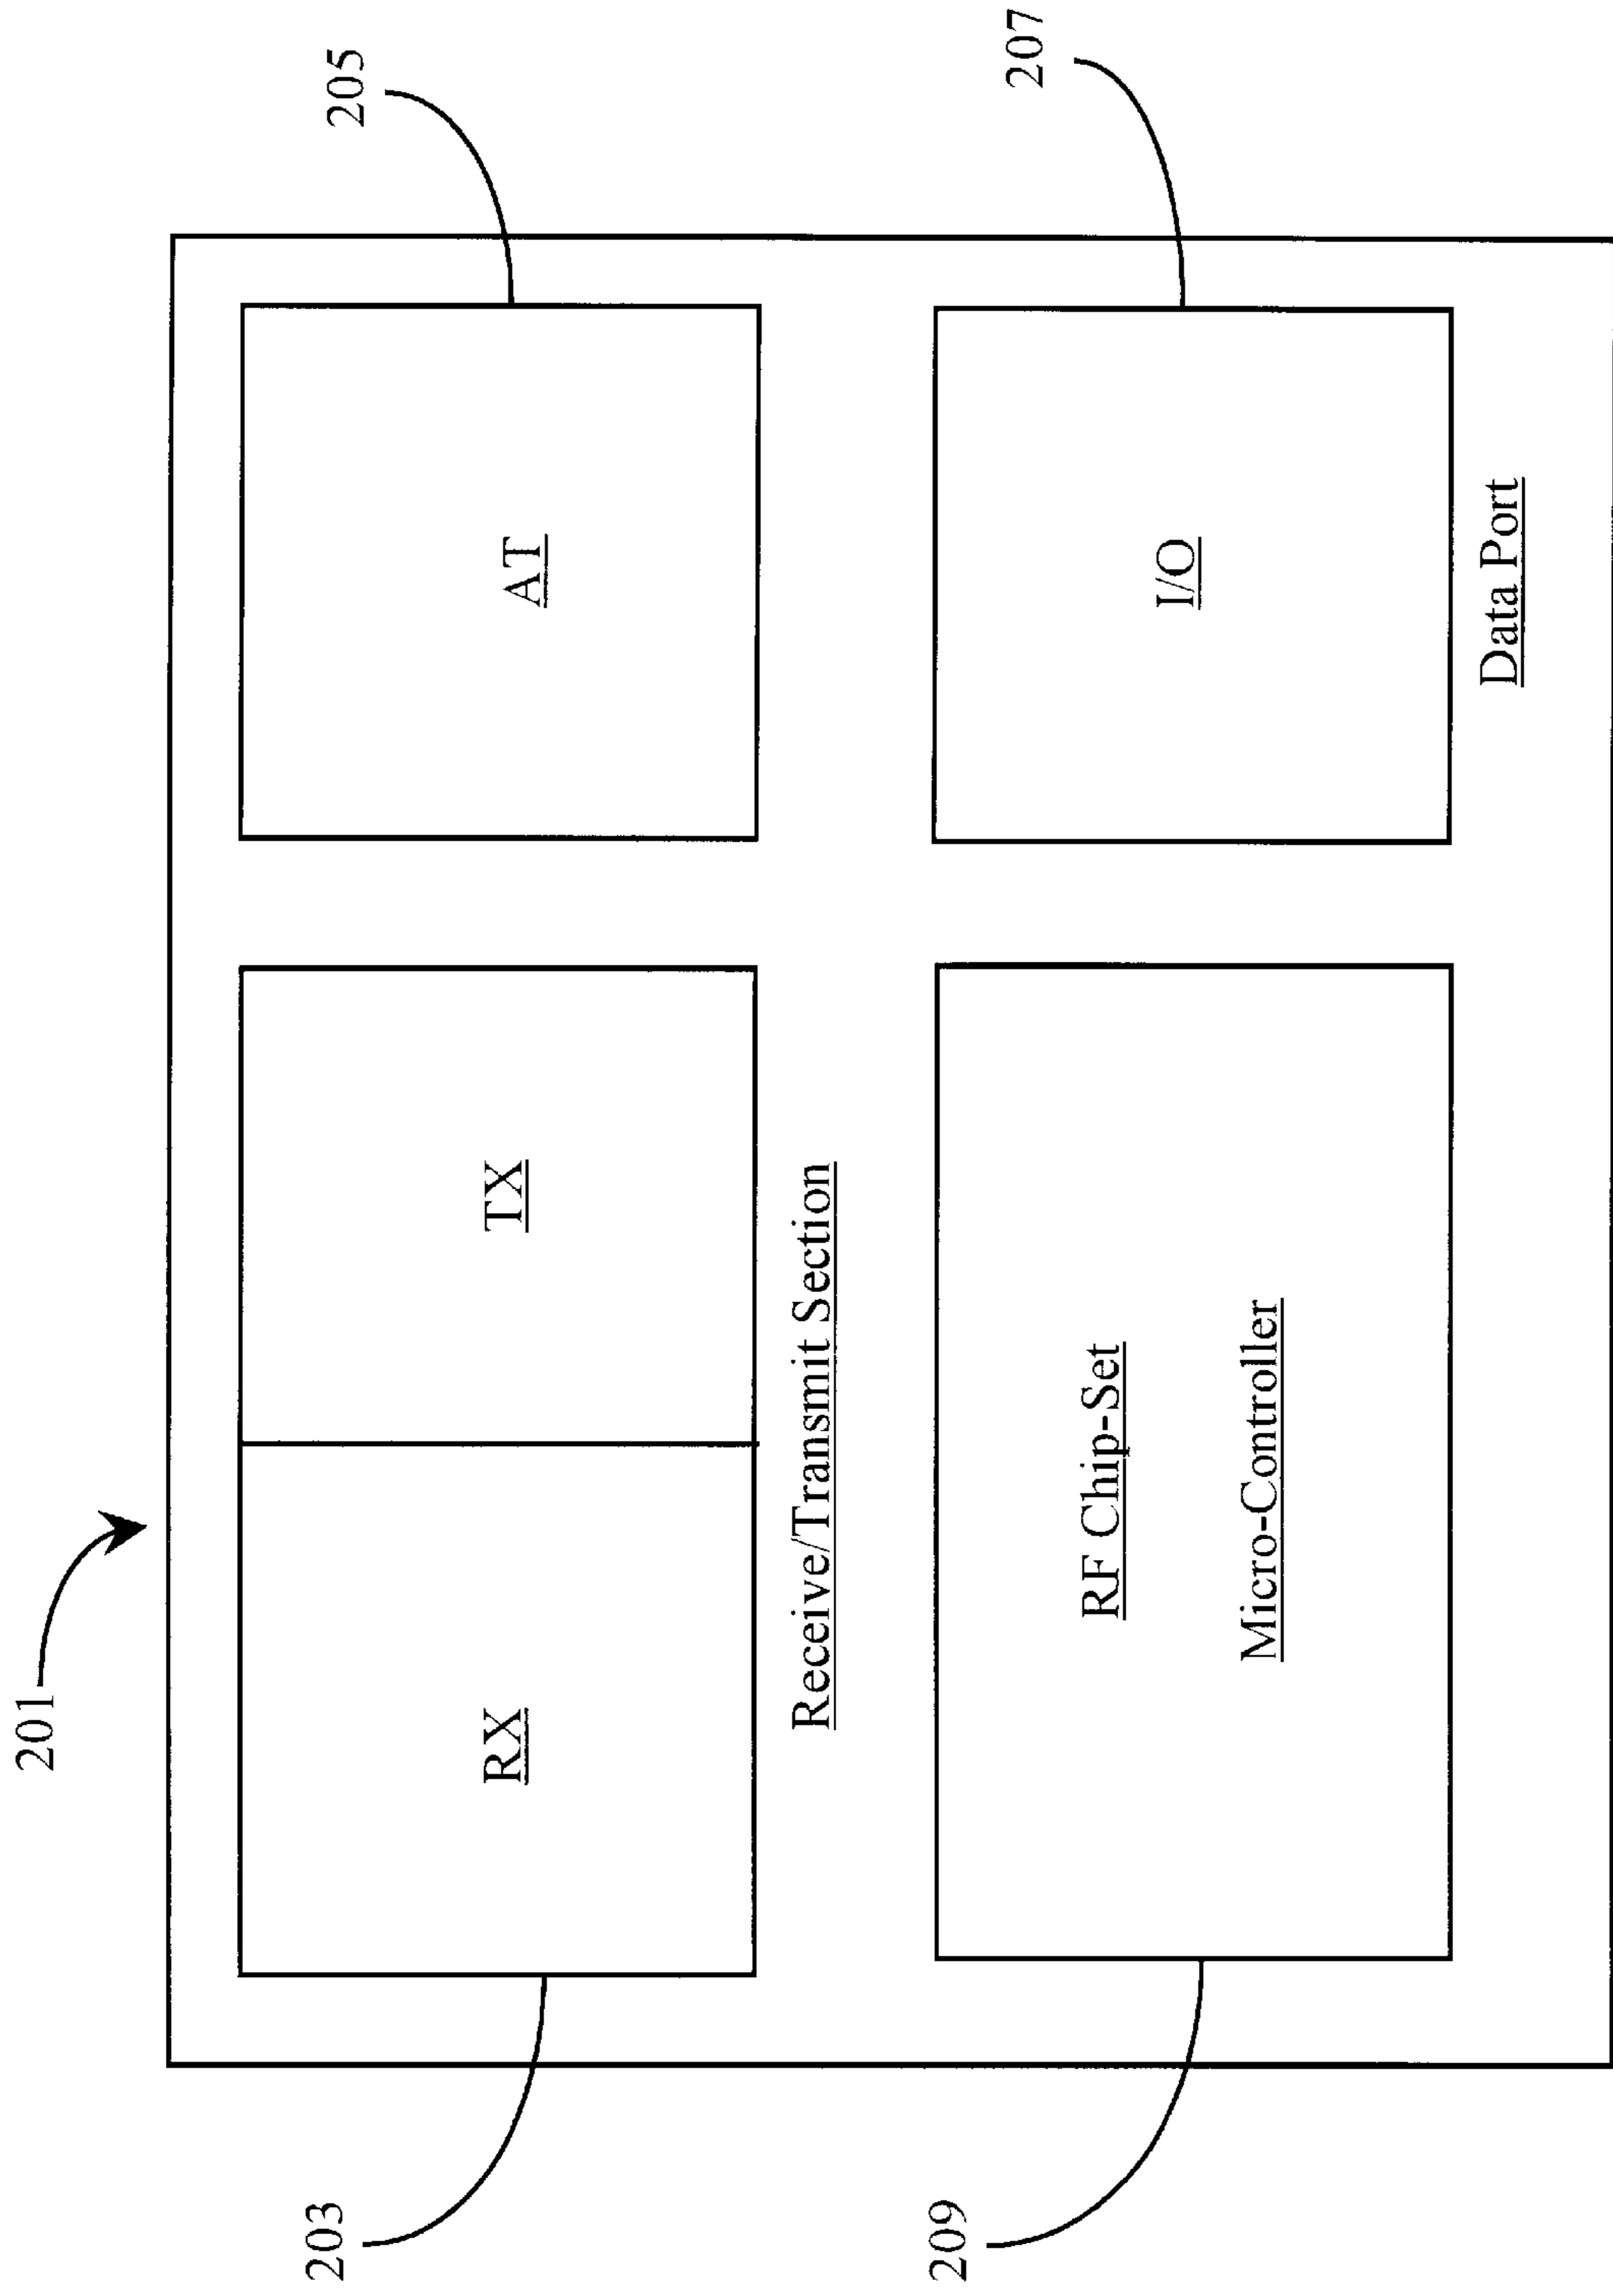 201
203
205
RX
TX
AT
Receive/Transmit Section
209
207
RF Chip-Set
Micro-Controller
I/O
Data Port